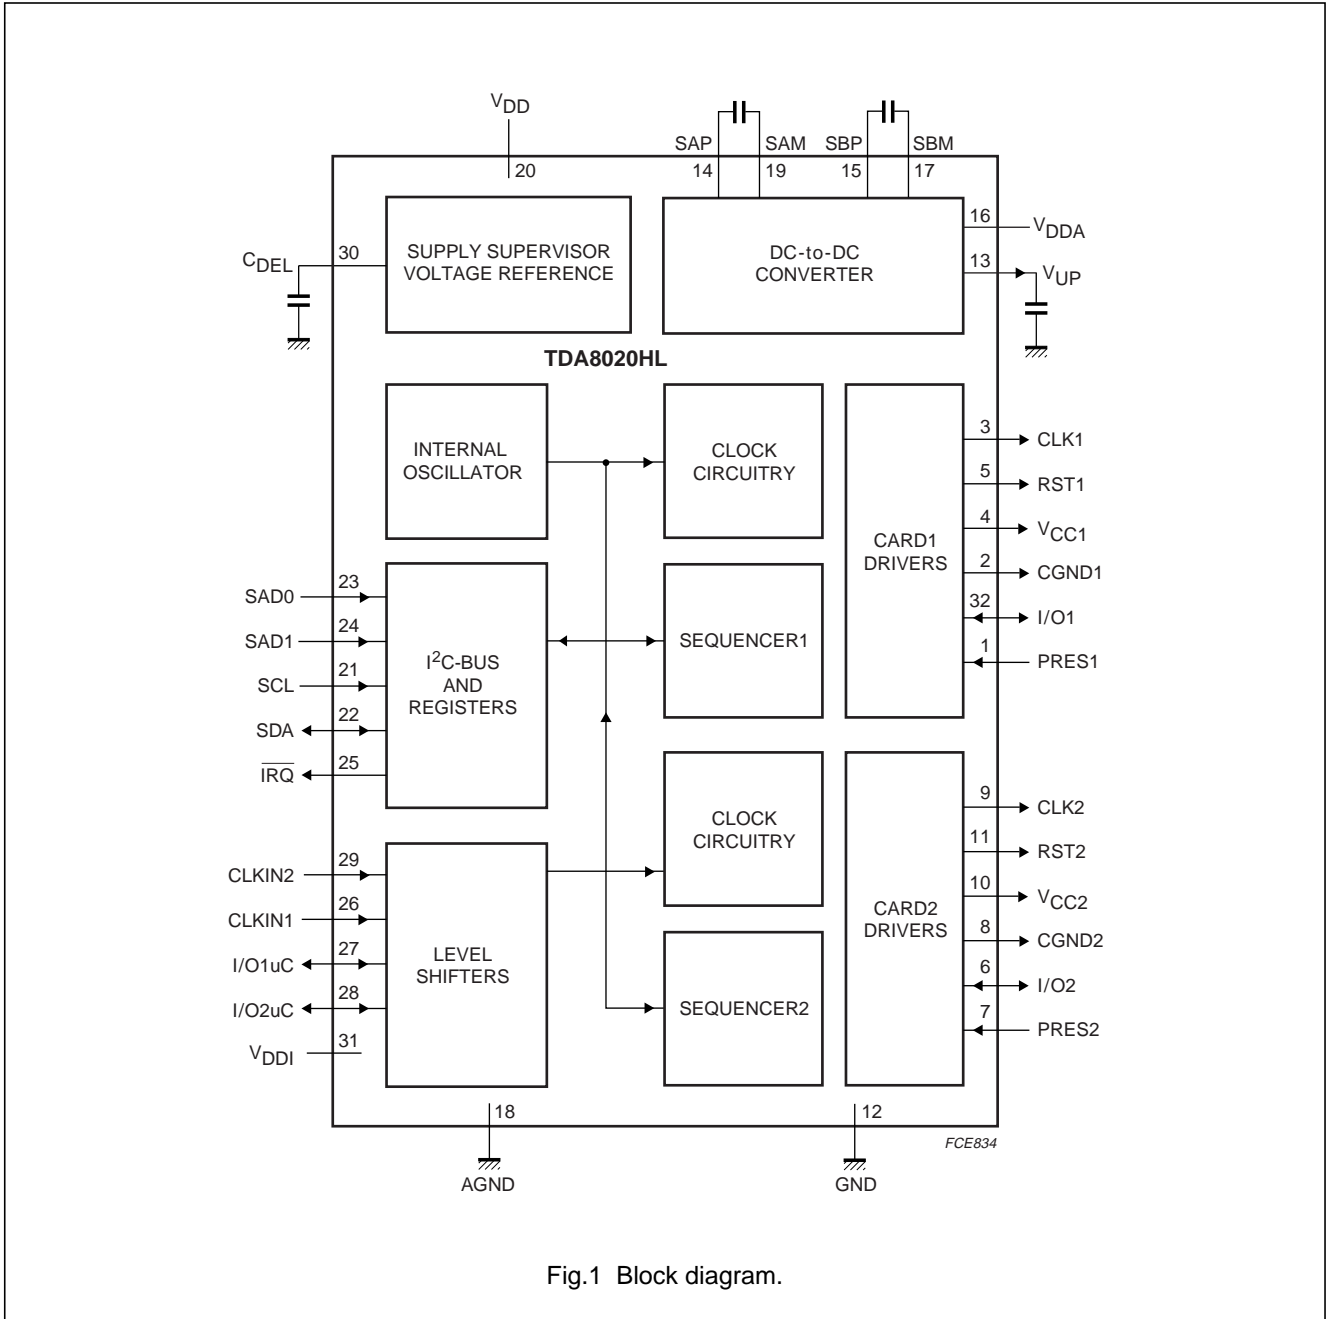 VDD
SAP SAM SBP SBM
20 14 19 15 17
16 VDDA
SUPPLY SUPERVISOR
VOLTAGE REFERENCE
DC-to-DC
CONVERTER
CDEL 30
13 VUP
TDA8020HL
INTERNAL
OSCILLATOR
CLOCK
CIRCUITRY
CARD1
DRIVERS
3 CLK1
5 RST1
4 VCC1
2 CGND1
32 I/O1
1 PRES1
SAD0 23
SAD1 24
SCL 21
SDA 22
IRQ 25
I2C-BUS
AND
REGISTERS
SEQUENCER1
CLOCK
CIRCUITRY
CARD2
DRIVERS
9 CLK2
11 RST2
10 VCC2
8 CGND2
6 I/O2
7 PRES2
CLKIN2 29
CLKIN1 26
I/O1uC 27
I/O2uC 28
VDDI 31
LEVEL
SHIFTERS
SEQUENCER2
18 12
FCE834
AGND GND
Fig.1 Block diagram.